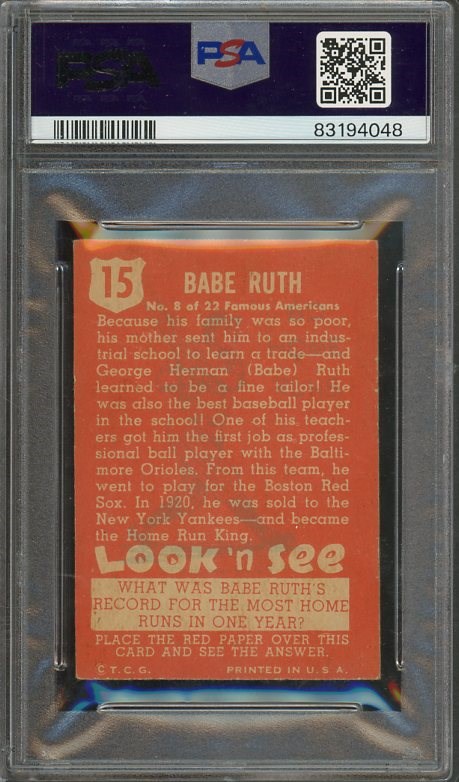 PSA
PSA
83194048
15
BABE RUTH
No. 8 of 22 Famous Americans
Because his family was so poor,
his mother sent him to an indus-
trial school to learn a trade—and
George Herman (Babe) Ruth
learned to be a fine tailor! He
was also the best baseball player
in the school! One of his teach-
ers got him the first job as profes-
sional ball player with the Balti-
more Orioles. From this team, he
went to play for the Boston Red
Sox. In 1920, he was sold to the
New York Yankees—and became
the Home Run King.
LOOK 'n See
WHAT WAS BABE RUTH'S
RECORD FOR THE MOST HOME
RUNS IN ONE YEAR?
PLACE THE RED PAPER OVER THIS
CARD AND SEE THE ANSWER.
© T. C. G. PRINTED IN U. S. A.